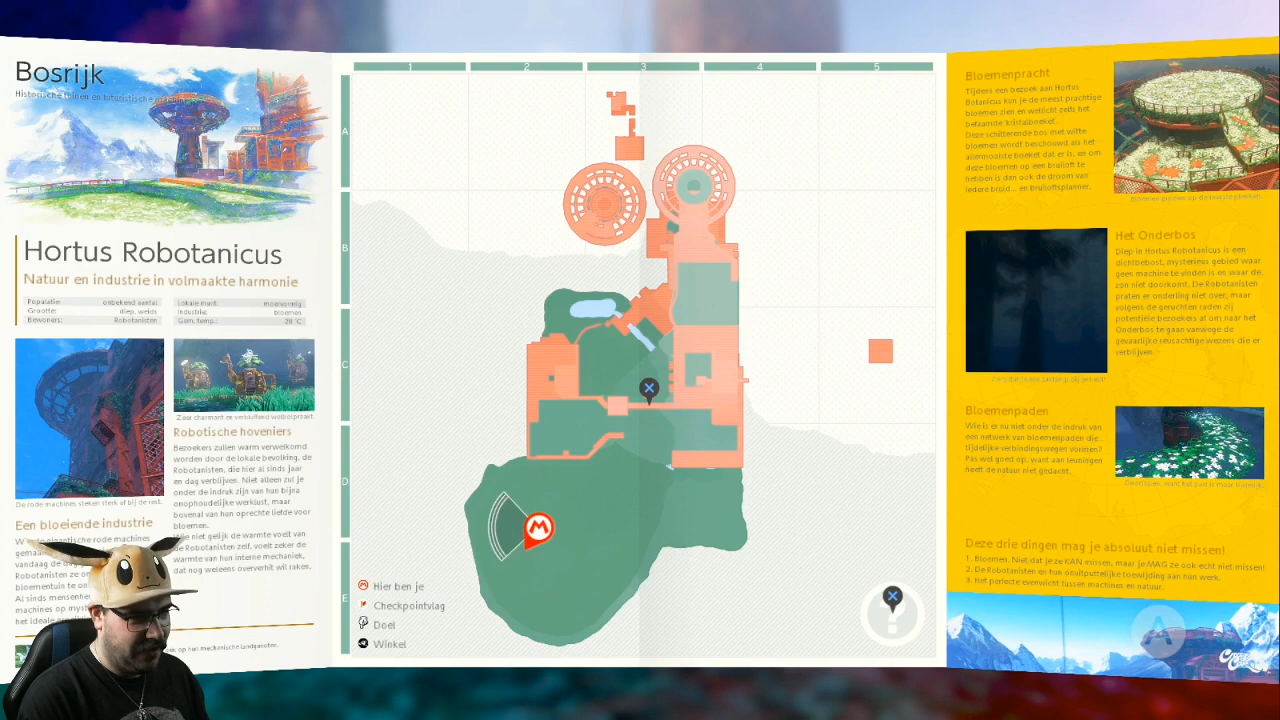 Bosrijk
Historische tuinen en futuristische
Hortus Robotanicus
Natuur en industrie in volmaakte harmonie
Populatie: onbekend aantal
Grootte: diep, weids
Bewoners: Robotanisten
Lokale munt: moervormig
Industrie: bloemen
Gem. temp.: 28 °C
De rode machines steken sterk af bij de rest.
Een bloeiende industrie
Zeer charmant en verbluffend waterpraakt.
Robotische hoveniers
Bezoekers zullen warm verwelkomd
worden door de lokale bevolking, de
Robotanisten, die hier al sinds jaar
en dag verblijven. Niet alleen zul je
onder de indruk zijn van hun bijna
onophoudelijke werklust, maar
bovenal van hun oprechte liefde voor
bloemen.
Wie niet gelijk de warmte voelt van
de Robotanisten zelf, voelt zeker de
warmte van hun interne mechaniek,
dat nog weleens oververhit wil raken.
op hun mechanische landgenoten.
1 2 3 4 5
A
B
C
D
E
M
Hier ben je
Checkpointvlag
Doel
Winkel
Bloemenpracht
Tijdens een bezoek aan Hortus
Botanicus kun je de meest prachtige
bloemen zien en wellicht zelfs het
befaamde 'kristalboeket'.
Deze schitterende bos met witte
bloemen wordt beschouwd als het
allermooiste boeket dat er is, en om
deze bloemen op een bruiloft te
hebben is dan ook de droom van
iedere bruid... en bruiloftsplanner.
Het Onderbos
Diep in Hortus Robotanicus is een
dichtbebost, mysterieus gebied waar
geen machine te vinden is en waar de
zon niet doorkomt. De Robotanisten
praten er onderling niet over, maar
volgens de geruchten raden zij
potentiële bezoekers af om naar het
Onderbos te gaan vanwege de
gevaarlijke reusachtige wezens die er
verblijven.
Bloemenpaden
Wie is er nu niet onder de indruk van
een netwerk van bloemenpaden die
tijdelijke verbindingswegen vormen?
Pas wel goed op, want aan leuningen
heeft de natuur niet gedacht.
Deze drie dingen mag je absoluut niet missen!
1. Bloemen. Niet dat je ze KAN missen, maar je MAG ze ook echt niet missen!
2. De Robotanisten en hun onuitputtelijke toewijding aan hun werk.
3. Het perfecte evenwicht tussen machines en natuur.
A